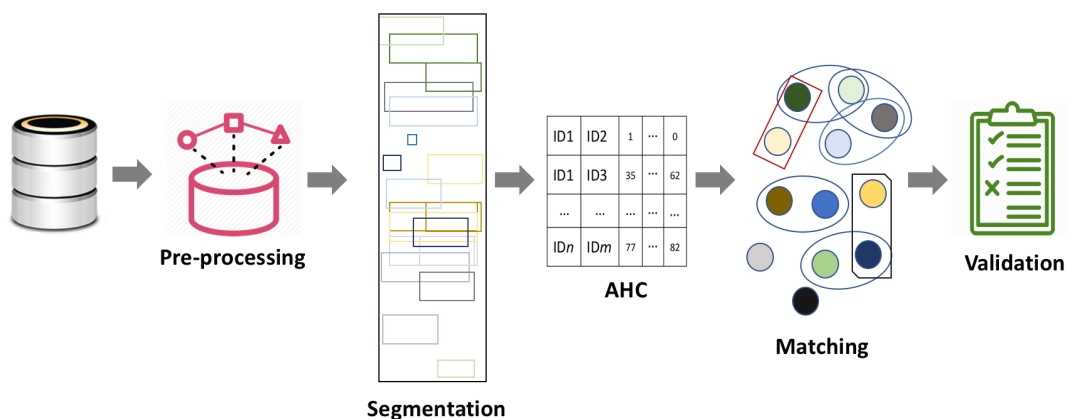 Pre-processing
Segmentation
ID1 ID2 1 ... 0
ID1 ID3 35 ... 62
... ... ... ... ...
IDn IDm 77 ... 82
AHC
Matching
Validation